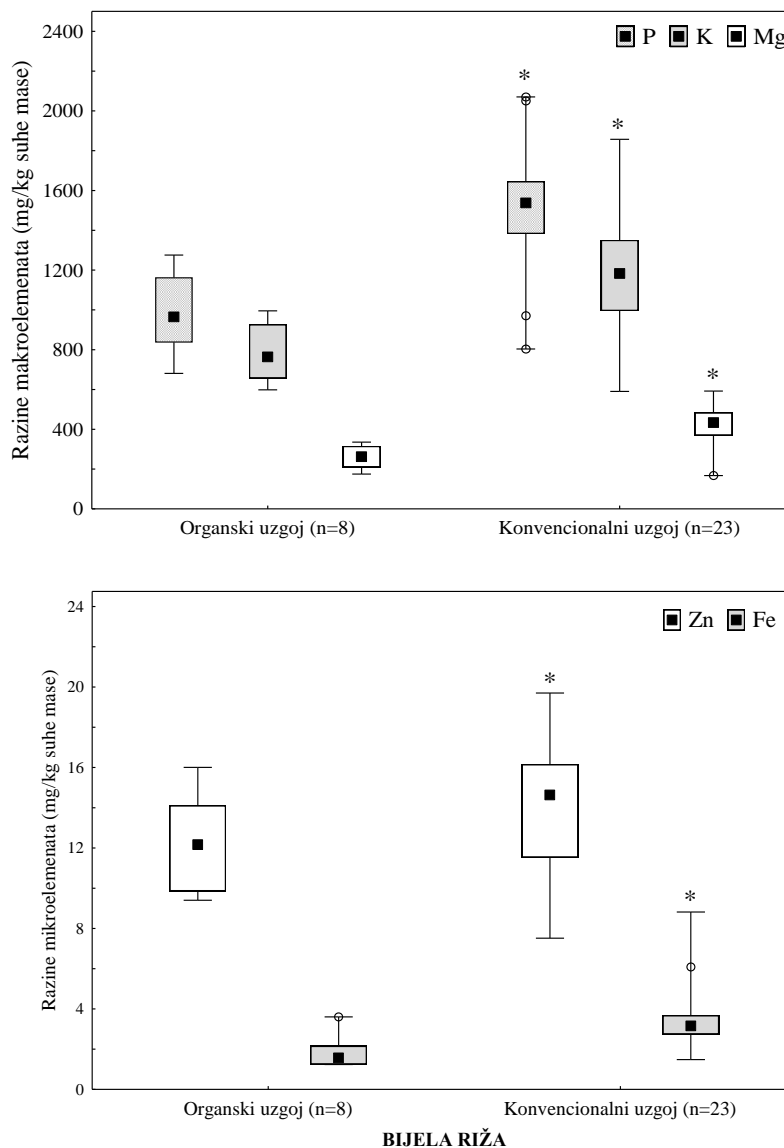 Razine makroelemenata (mg/kg suhe mase)
2400
2000
1600
1200
800
400
0
P K Mg
* * *
Organski uzgoj (n=8) Konvencionalni uzgoj (n=23)
Razine mikroelemenata (mg/kg suhe mase)
24
20
16
12
8
4
0
Zn Fe
* *
Organski uzgoj (n=8) Konvencionalni uzgoj (n=23)
BIJELA RIŽA